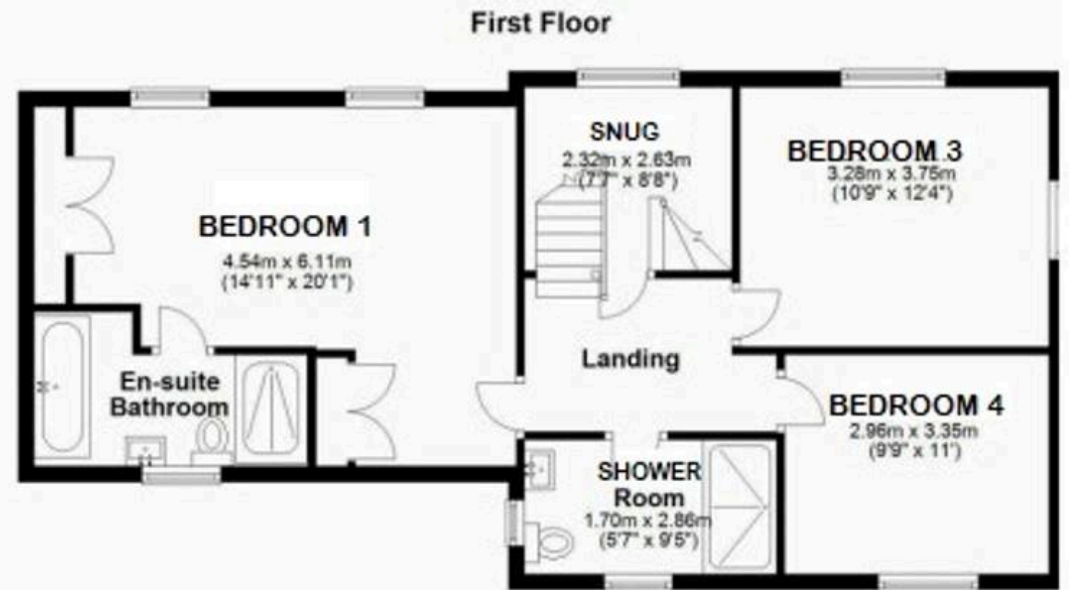 First Floor
SNUG
2.32m x 2.63m
(7'7" x 8'8")
BEDROOM 3
3.28m x 3.75m
(10'9" x 12'4")
BEDROOM 1
4.54m x 6.11m
(14'11" x 20'1")
Landing
En-suite
Bathroom
BEDROOM 4
2.96m x 3.35m
(9'9" x 11')
SHOWER
Room
1.70m x 2.86m
(5'7" x 9'5")